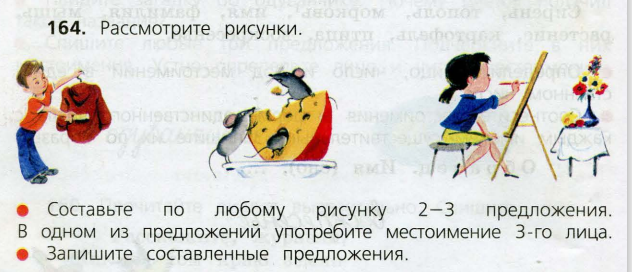 164. Рассмотрите рисунки.
● Составьте по любому рисунку 2—3 предложения.
В одном из предложений употребите местоимение 3-го лица.
● Запишите составленные предложения.